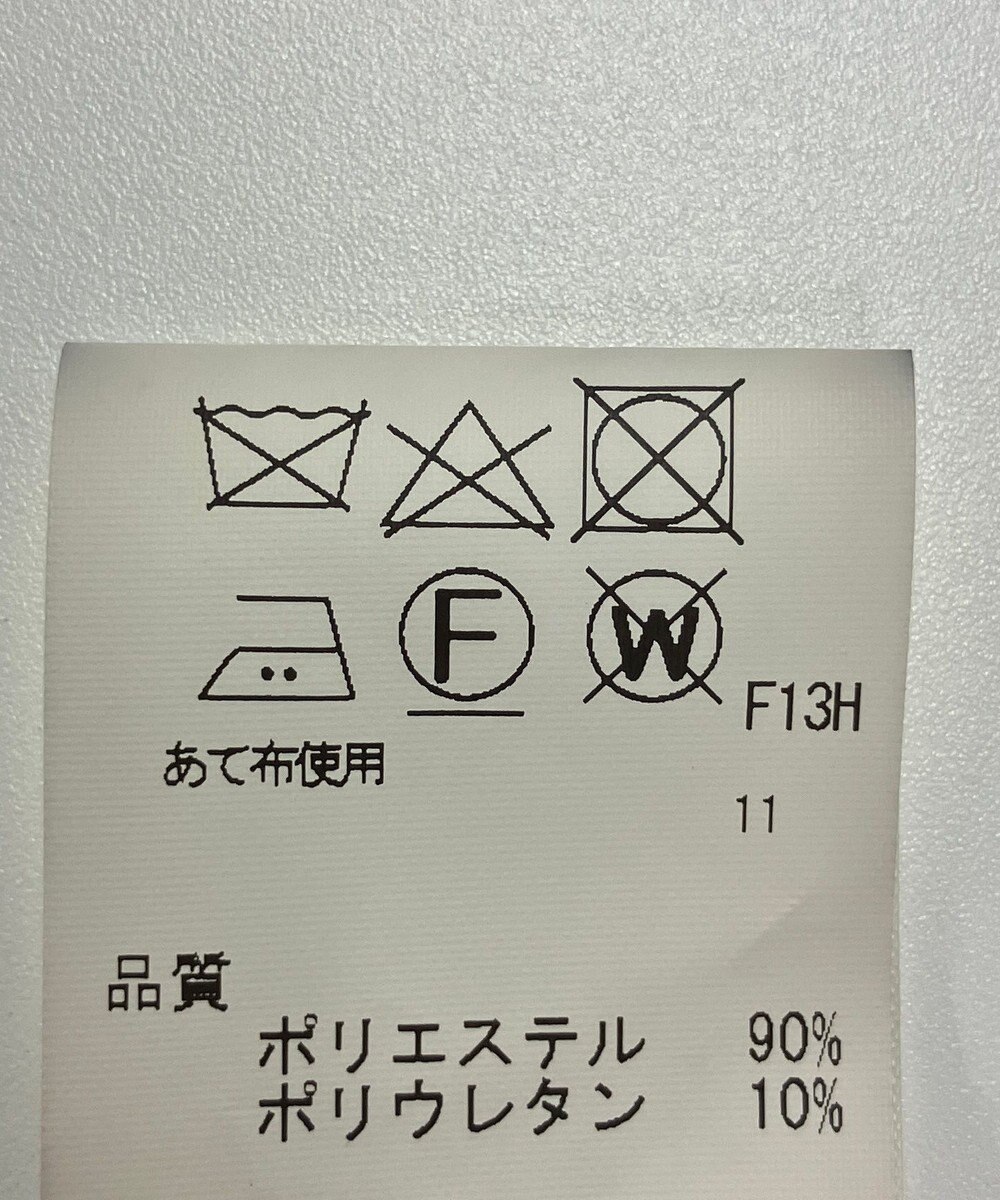 F W
F13H
あて布使用
11
品質
ポリエステル 90%
ポリウレタン 10%